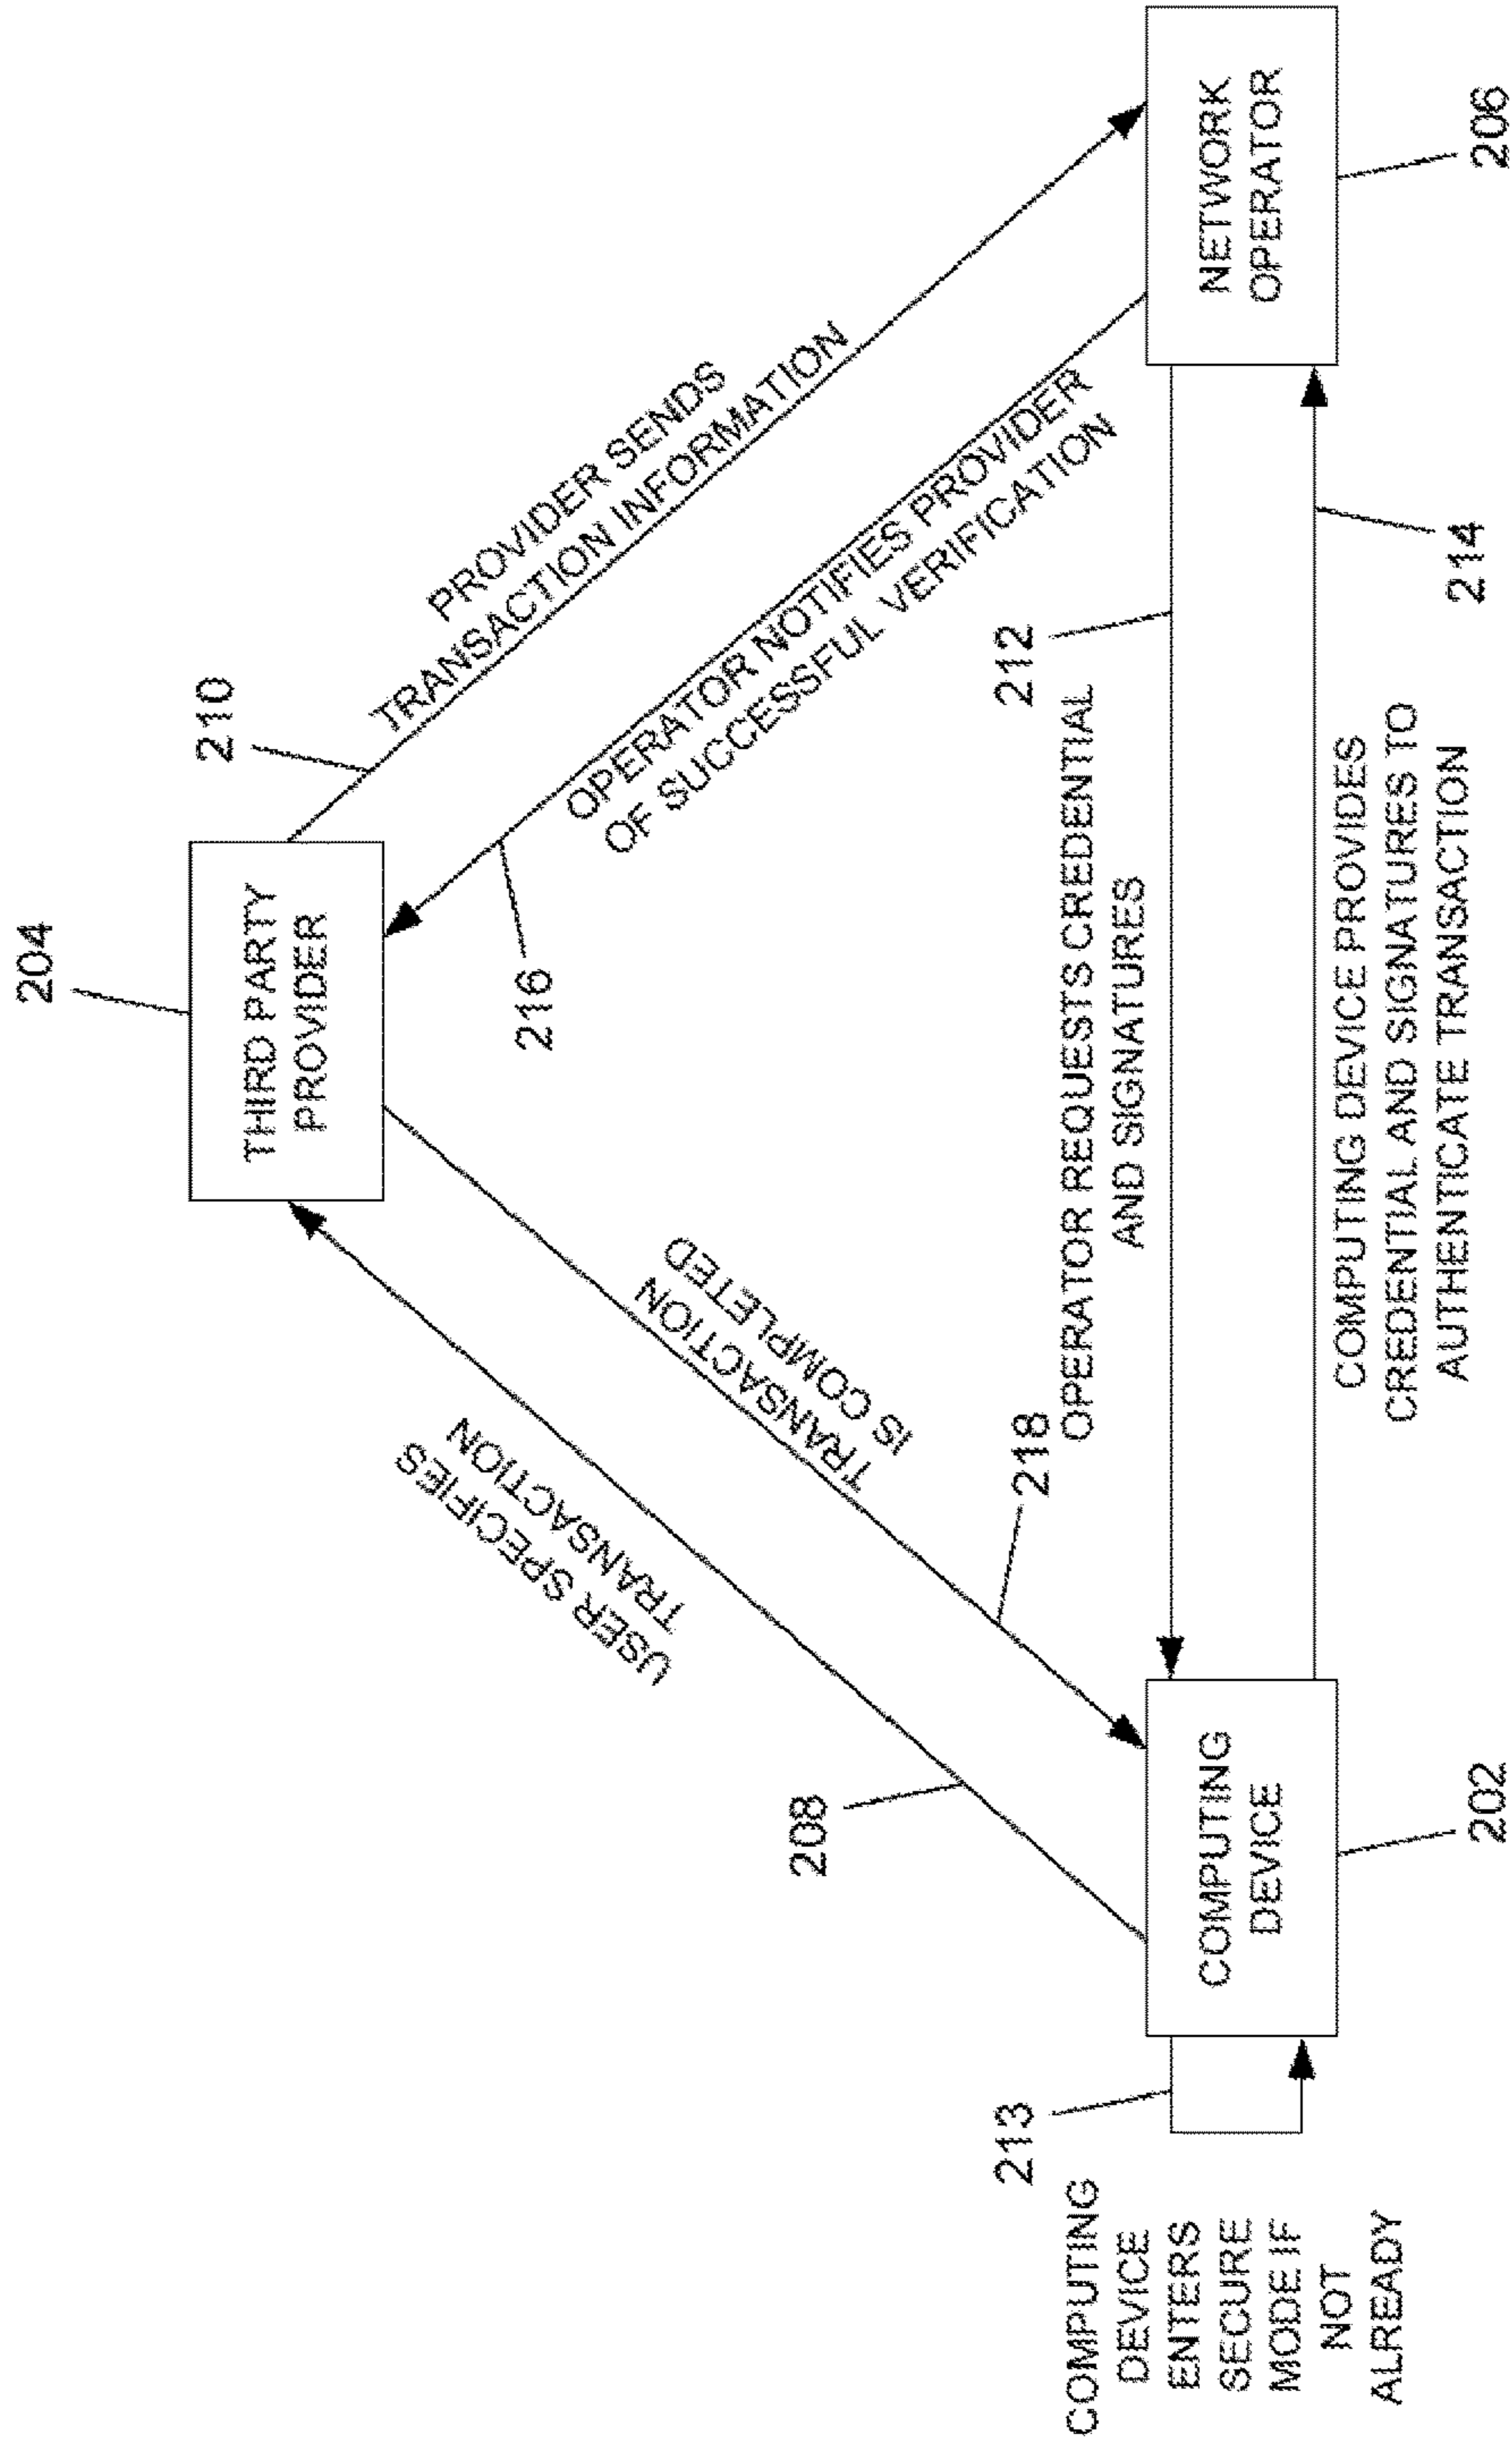 204
THIRD PARTY
PROVIDER
210
PROVIDER SENDS
TRANSACTION INFORMATION
USER SPECIFIES
TRANSACTION
208
TRANSACTION
IS COMPLETED
218
216
OPERATOR NOTIFIES PROVIDER
OF SUCCESSFUL VERIFICATION
213
COMPUTING
DEVICE
ENTERS
SECURE
MODE IF
NOT
ALREADY
COMPUTING
DEVICE
202
OPERATOR REQUESTS CREDENTIAL
AND SIGNATURES
212
COMPUTING DEVICE PROVIDES
CREDENTIAL AND SIGNATURES TO
AUTHENTICATE TRANSACTION
214
NETWORK
OPERATOR
206